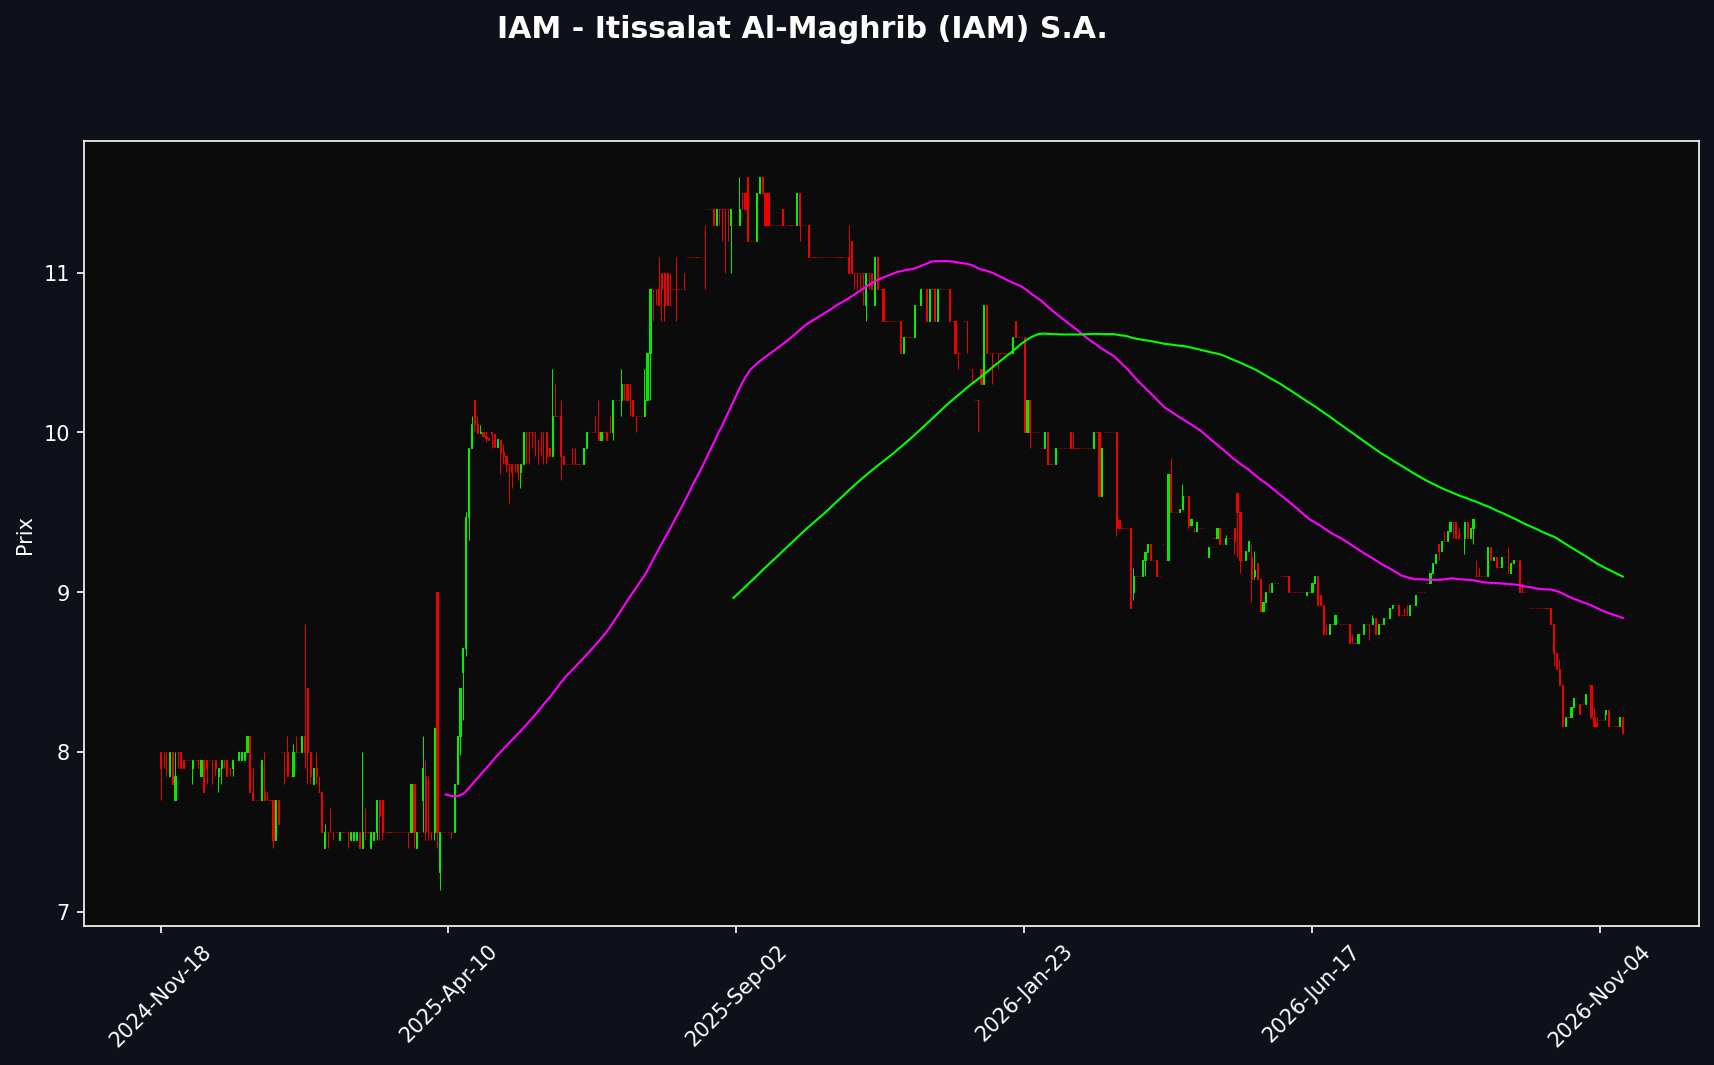 IAM - Itissalat Al-Maghrib (IAM) S.A.
Prix
11
10
9
8
7
2024-Nov-18
2025-Apr-10
2025-Sep-02
2026-Jan-23
2026-Jun-17
2026-Nov-04